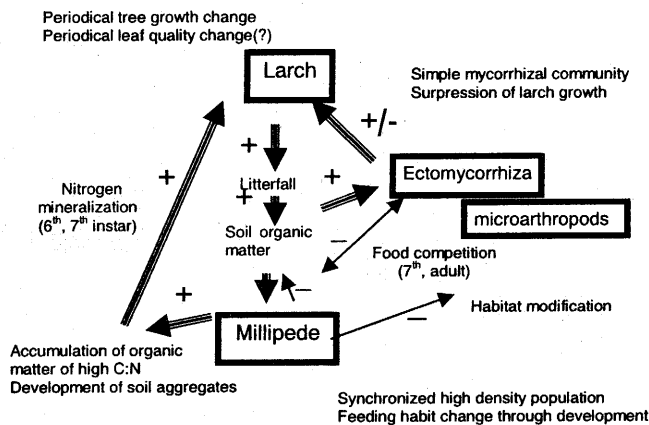 Periodical tree growth change
Periodical leaf quality change(?)
Larch
Simple mycorrhizal community
Surpression of larch growth
+/-
+
Litterfall
+
+
Ectomycorrhiza
microarthropods
+
Nitrogen
mineralization
(6th, 7th instar)
Soil organic
matter
–
Food competition
(7th, adult)
–
+
Millipede
–
Habitat modification
Accumulation of organic
matter of high C:N
Development of soil aggregates
Synchronized high density population
Feeding habit change through development